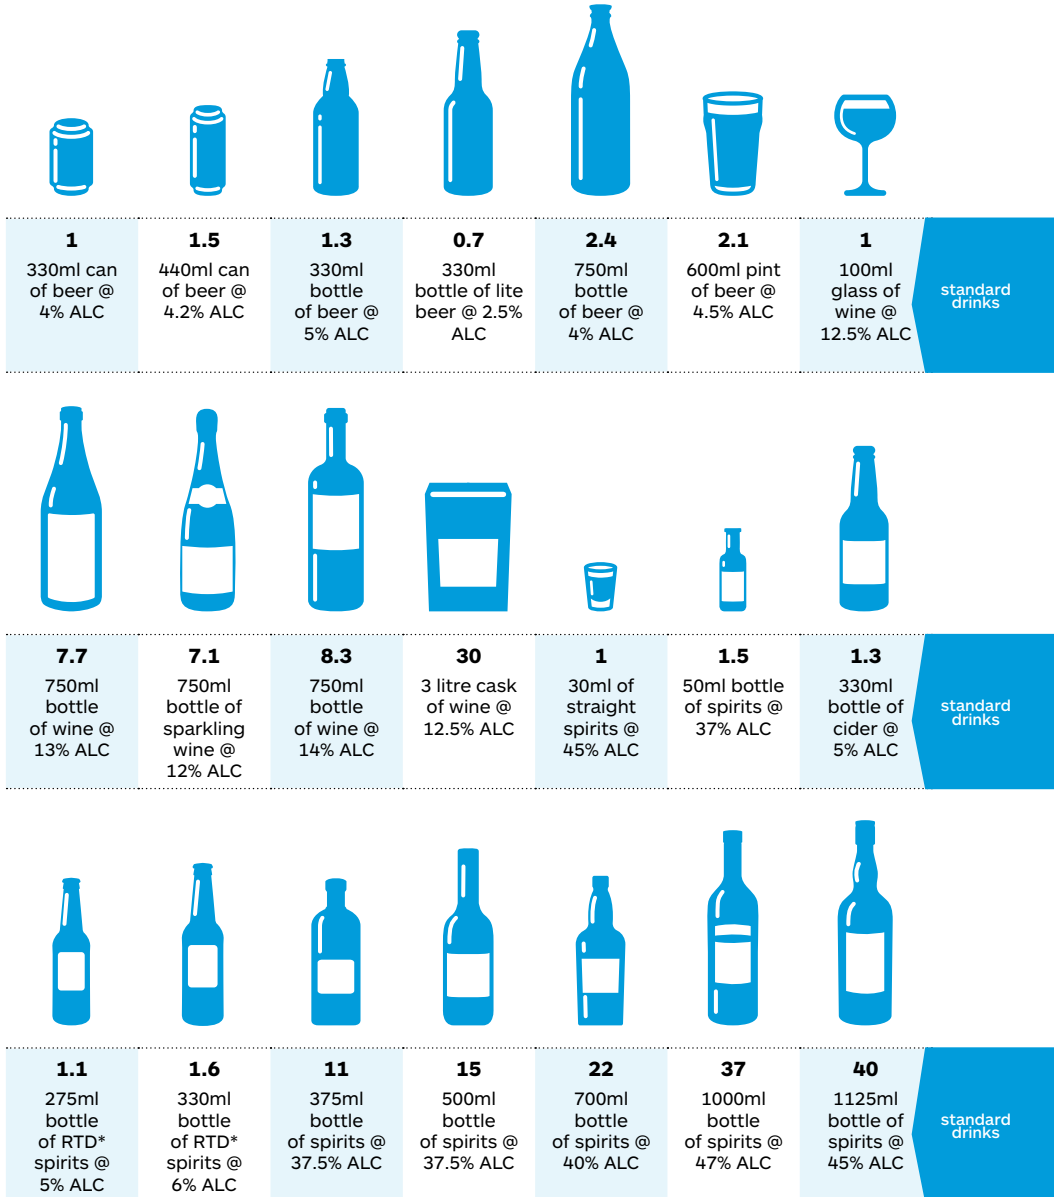 1
330ml can
of beer @
4% ALC
1.5
440ml can
of beer @
4.2% ALC
1.3
330ml
bottle
of beer @
5% ALC
0.7
330ml
bottle of lite
beer @ 2.5%
ALC
2.4
750ml
bottle
of beer @
4% ALC
2.1
600ml pint
of beer @
4.5% ALC
1
100ml
glass of
wine @
12.5% ALC
standard
drinks
7.7
750ml
bottle
of wine @
13% ALC
7.1
750ml
bottle of
sparkling
wine @
12% ALC
8.3
750ml
bottle
of wine @
14% ALC
30
3 litre cask
of wine @
12.5% ALC
1
30ml of
straight
spirits @
45% ALC
1.5
50ml bottle
of spirits @
37% ALC
1.3
330ml
bottle of
cider @
5% ALC
standard
drinks
1.1
275ml
bottle
of RTD*
spirits @
5% ALC
1.6
330ml
bottle
of RTD*
spirits @
6% ALC
11
375ml
bottle
of spirits @
37.5% ALC
15
500ml
bottle
of spirits @
37.5% ALC
22
700ml
bottle
of spirits @
40% ALC
37
1000ml
bottle
of spirits @
47% ALC
40
1125ml
bottle of
spirits @
45% ALC
standard
drinks